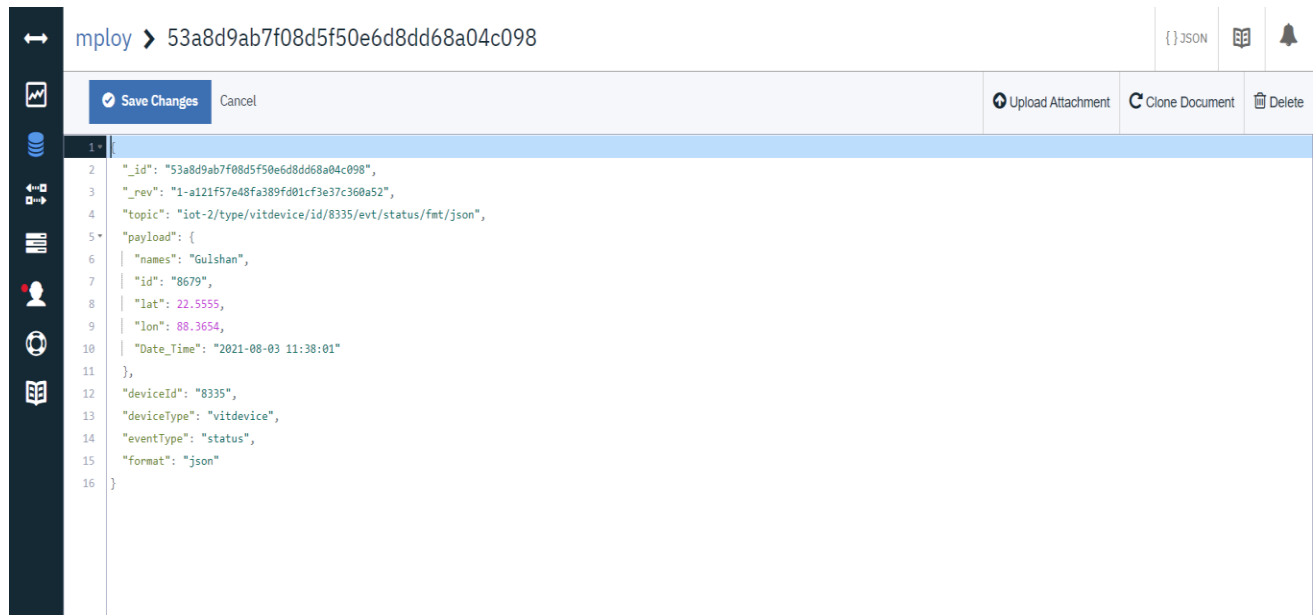 mploy > 53a8d9ab7f08d5f50e6d8dd68a04c098
{ } JSON
Save Changes Cancel
Upload Attachment Clone Document Delete
1 {
2 "_id": "53a8d9ab7f08d5f50e6d8dd68a04c098",
3 "_rev": "1-a121f57e48fa389fd01cf3e37c360a52",
4 "topic": "iot-2/type/vitdevice/id/8335/evt/status/fmt/json",
5 "payload": {
6 "names": "Gulshan",
7 "id": "8679",
8 "lat": 22.5555,
9 "lon": 88.3654,
10 "Date_Time": "2021-08-03 11:38:01"
11 },
12 "deviceId": "8335",
13 "deviceType": "vitdevice",
14 "eventType": "status",
15 "format": "json"
16 }